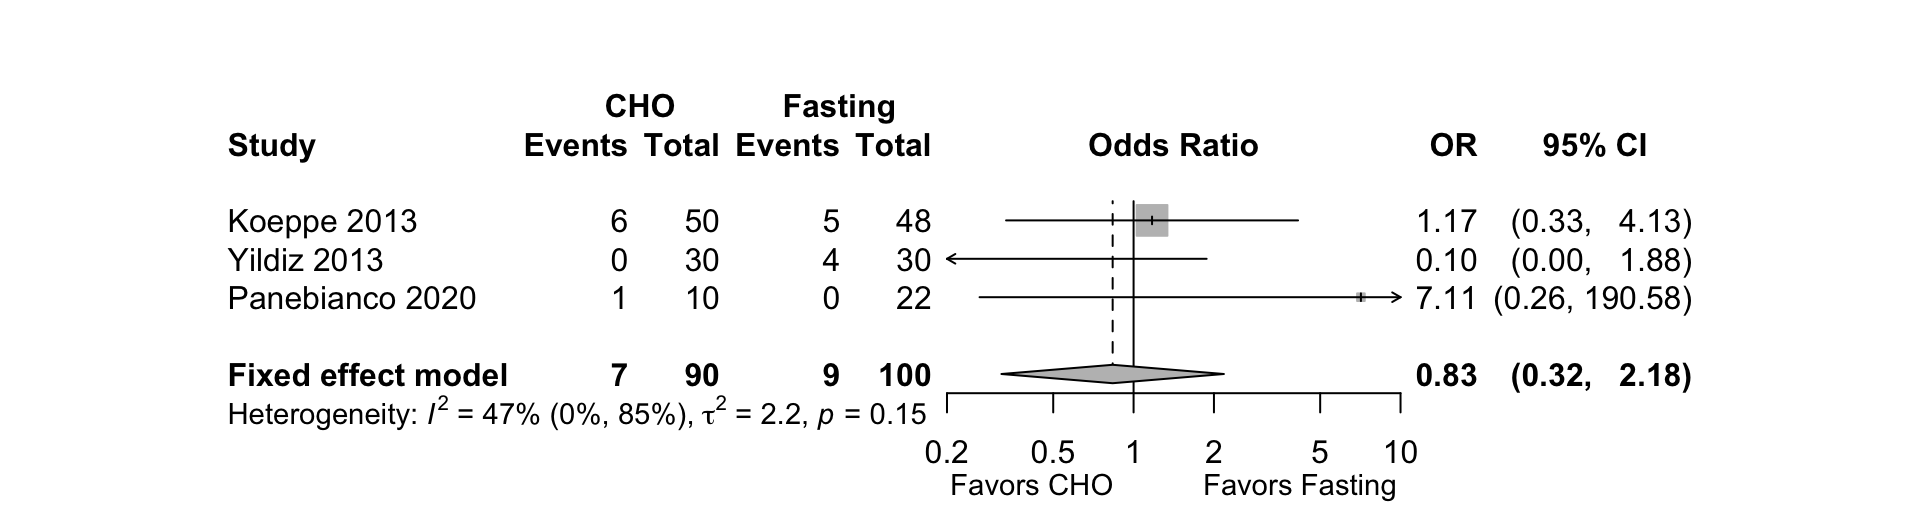 CHO Fasting
Study Events Total Events Total Odds Ratio OR 95% CI
Koeppe 2013 6 50 5 48 1.17 (0.33, 4.13)
Yildiz 2013 0 30 4 30 0.10 (0.00, 1.88)
Panebianco 2020 1 10 0 22 7.11 (0.26, 190.58)
Fixed effect model 7 90 9 100 0.83 (0.32, 2.18)
Heterogeneity: I² = 47% (0%, 85%), τ² = 2.2, p = 0.15
0.2 0.5 1 2 5 10
Favors CHO Favors Fasting